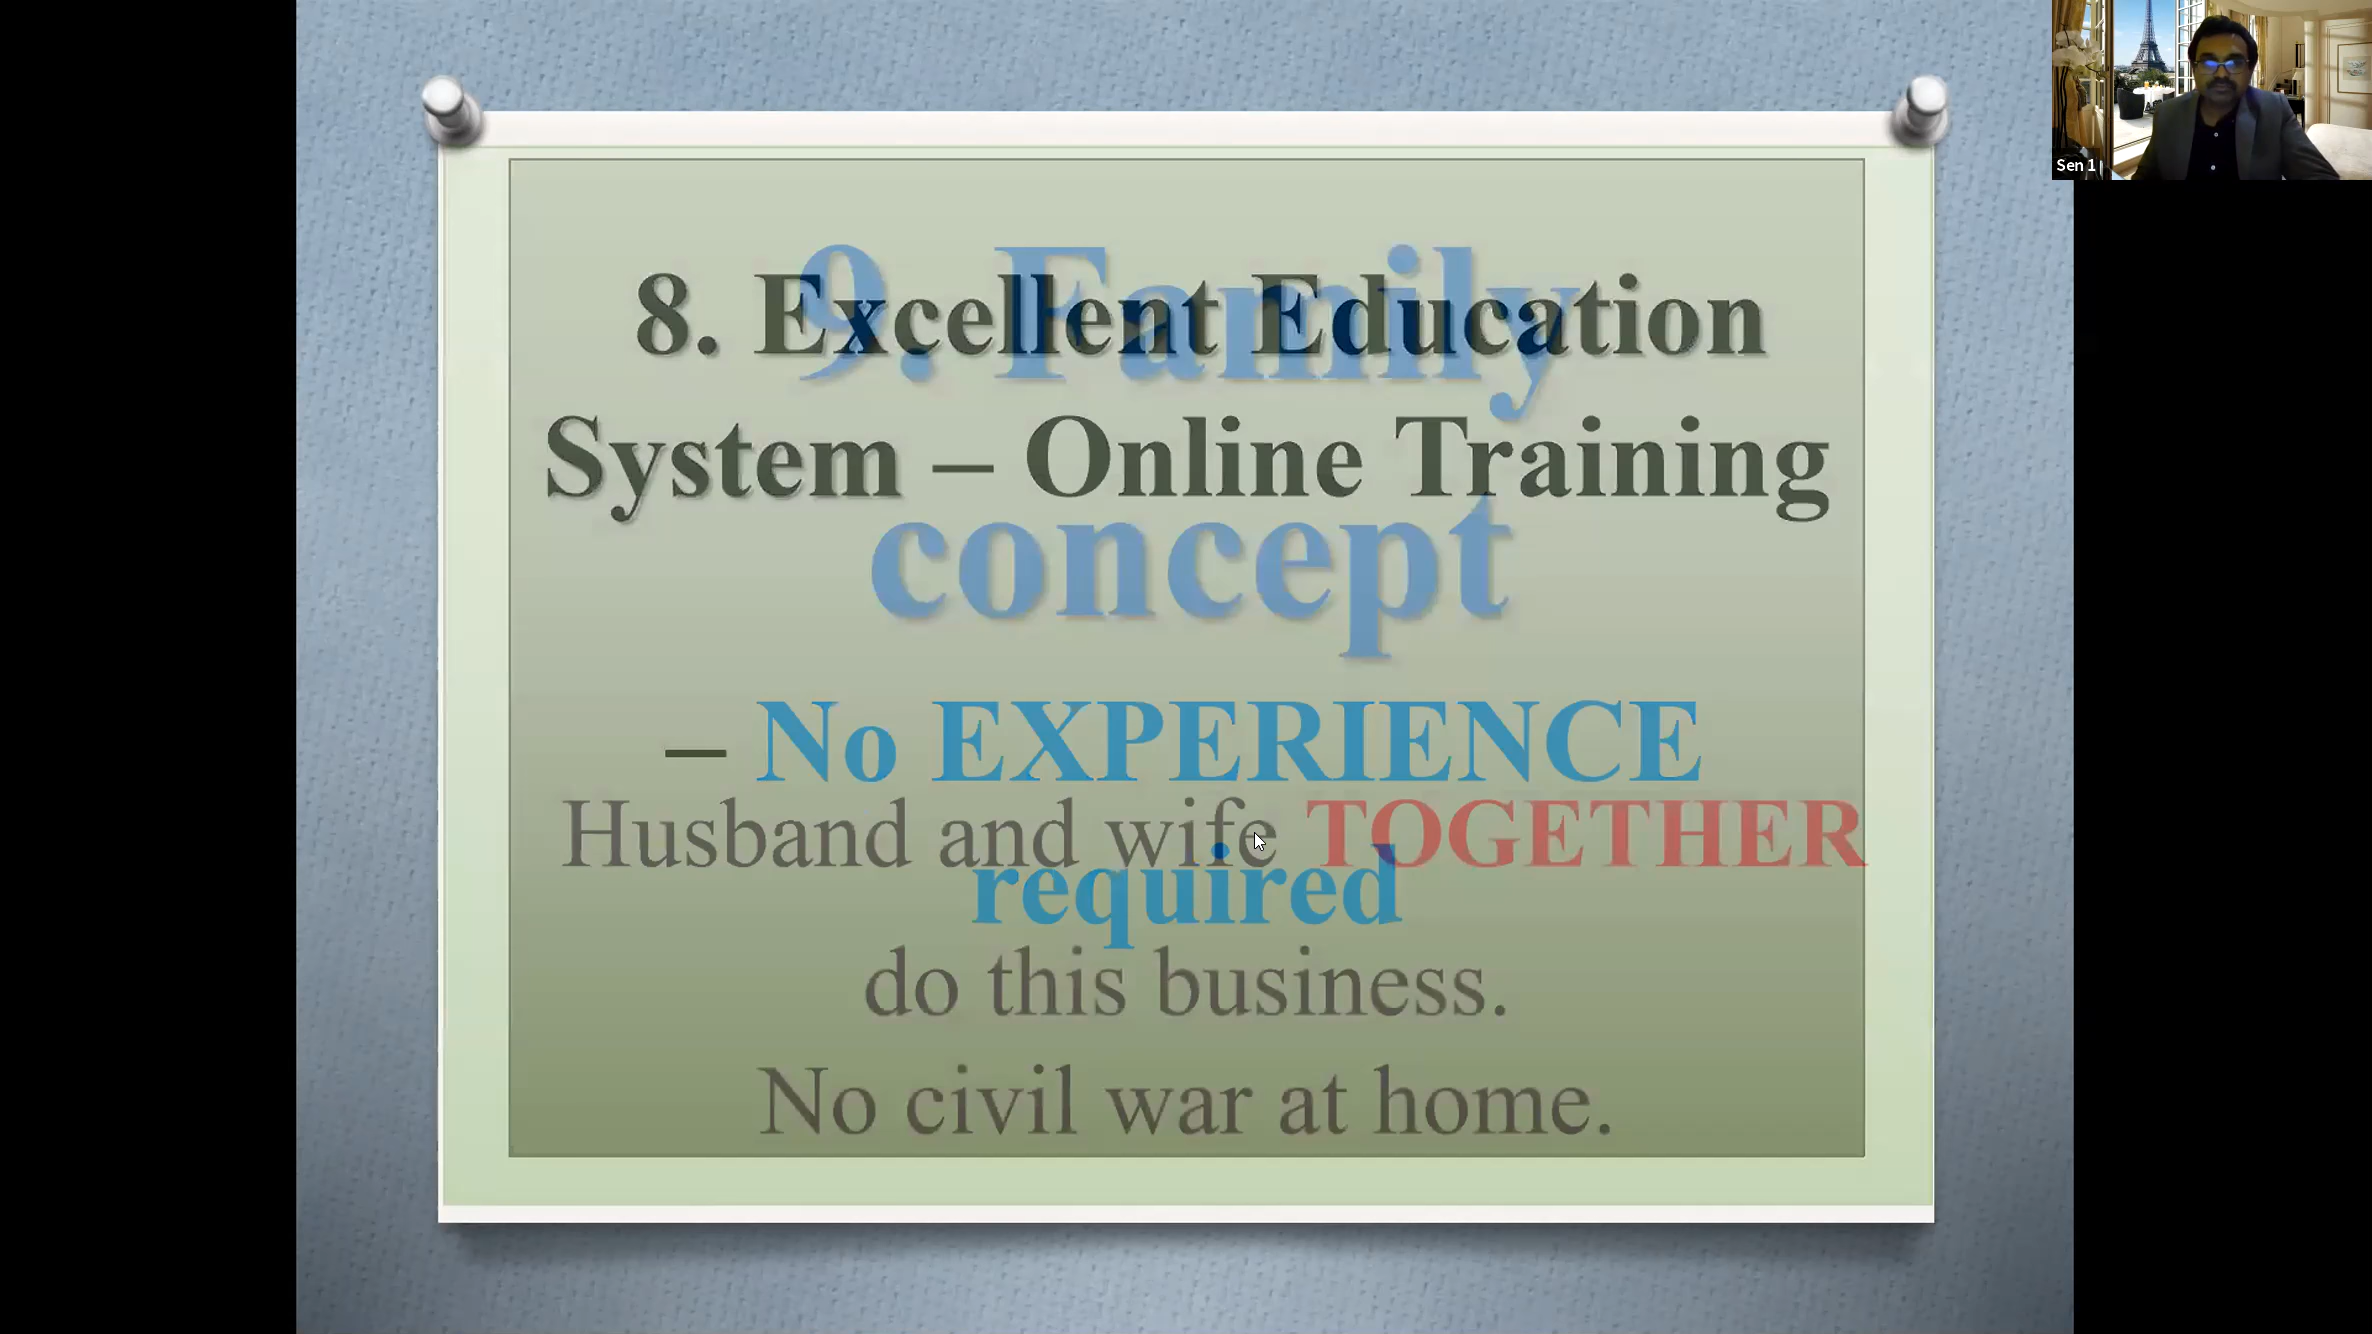 8. Excellent Education
System – Online Training
– No EXPERIENCE
required
9. Family
concept
Husband and wife TOGETHER
do this business.
No civil war at home.
Sen 1